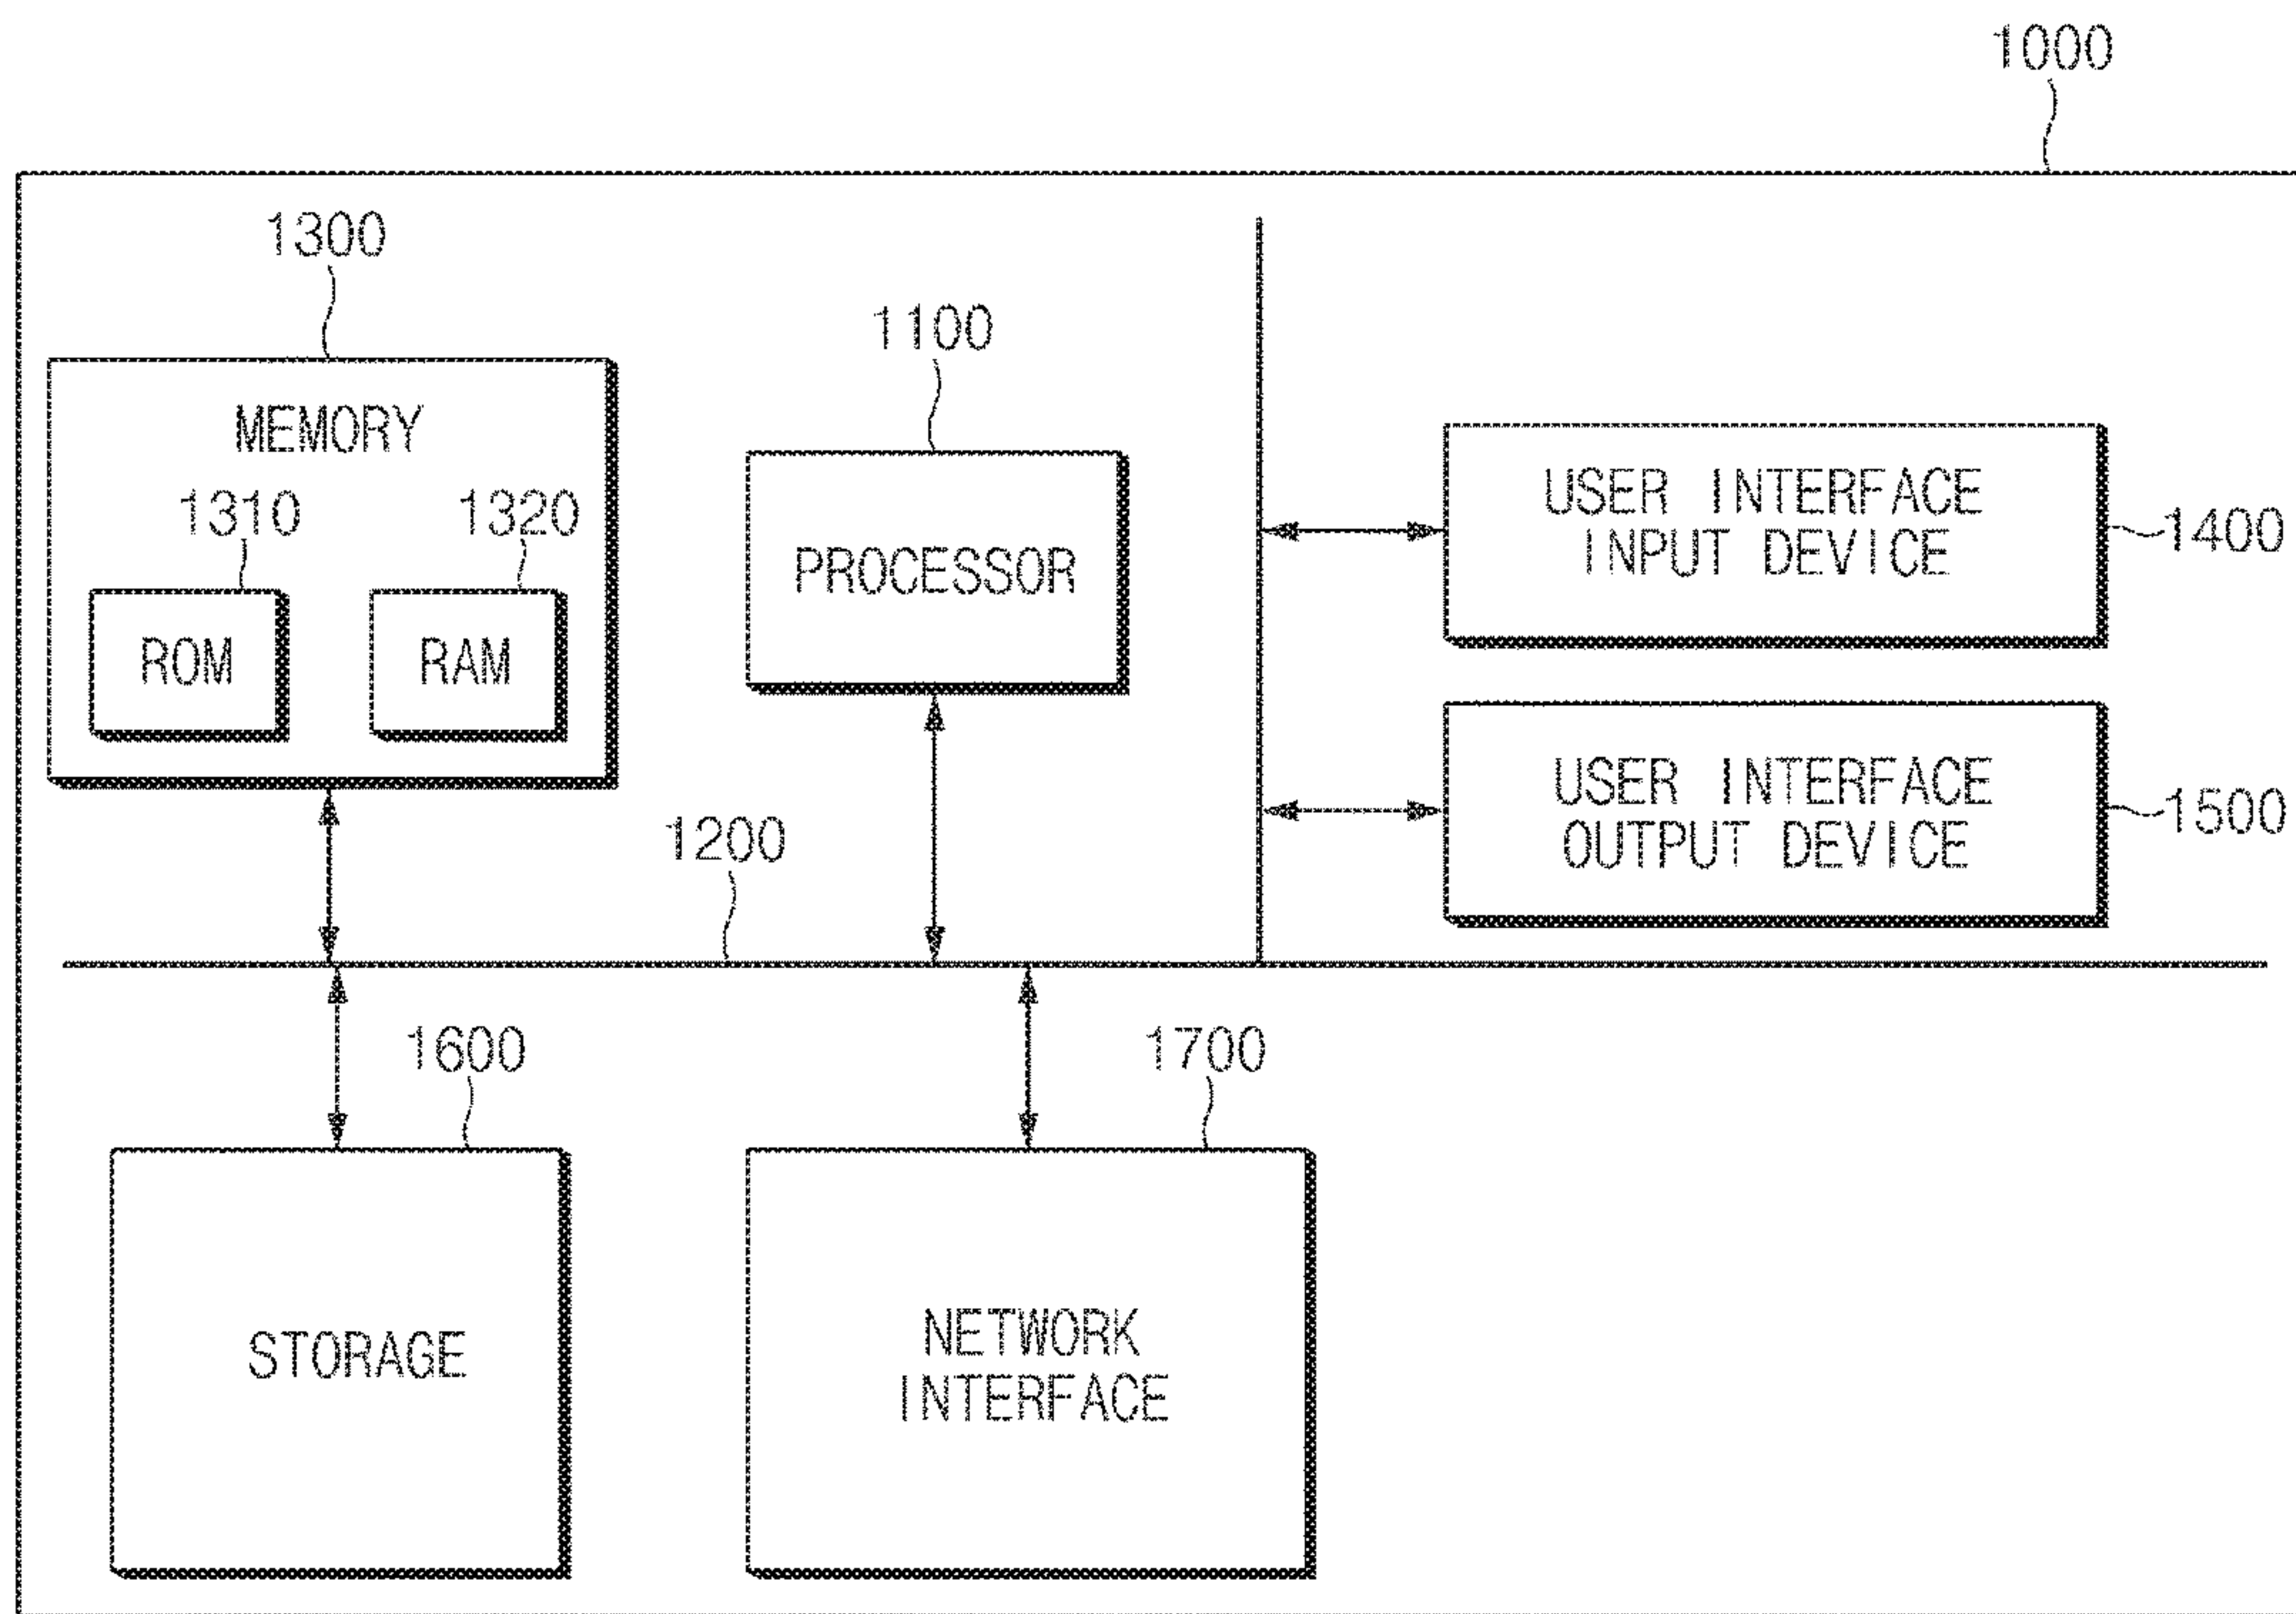 1000
1300
MEMORY
1310 1320
ROM RAM
1100
PROCESSOR
USER INTERFACE
INPUT DEVICE
1400
USER INTERFACE
OUTPUT DEVICE
1500
1200
1600
STORAGE
1700
NETWORK
INTERFACE